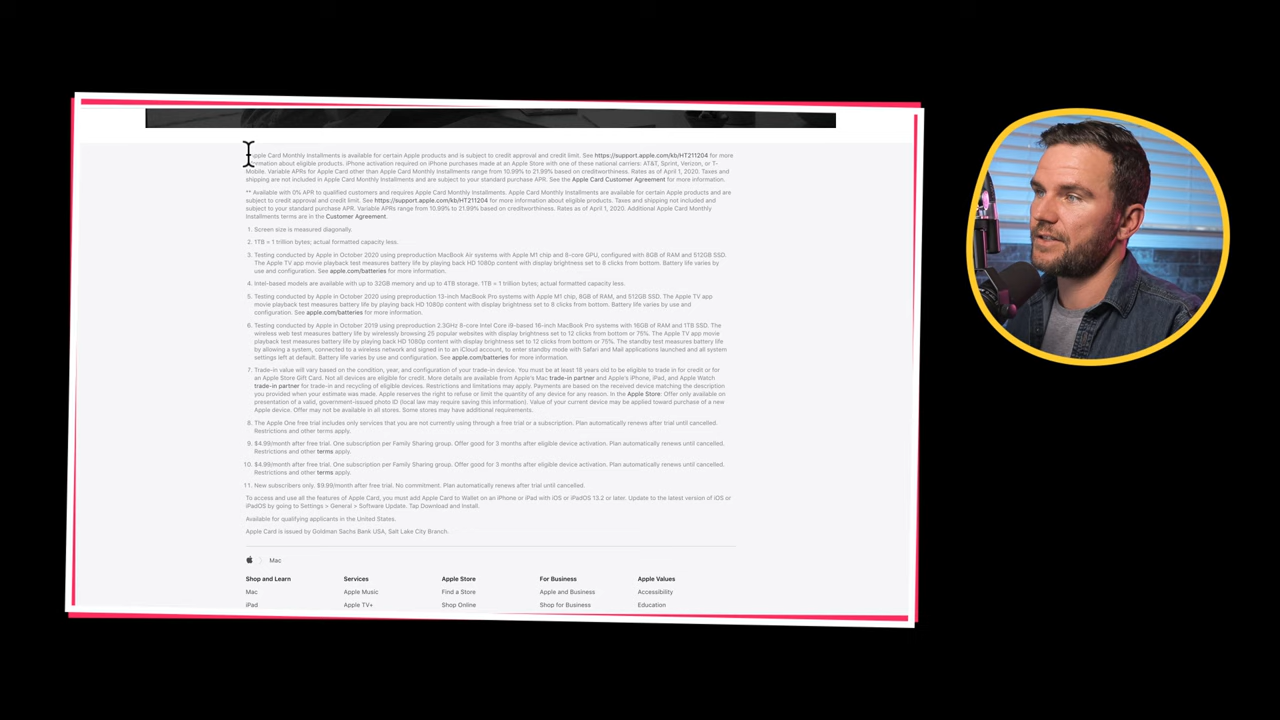 Apple Card Monthly Installments is available for certain Apple products and is subject to credit approval and credit limit. See https://support.apple.com/kb/HT211204 for more
information about eligible products. iPhone activation required on iPhone purchases made at an Apple Store with one of these national carriers: AT&T, Sprint, Verizon, or T-
Mobile. Variable APRs for Apple Card other than Apple Card Monthly Installments range from 10.99% to 21.99% based on creditworthiness. Rates as of April 1, 2020. Taxes and
shipping are not included in Apple Card Monthly Installments and are subject to your standard purchase APR. See the Apple Card Customer Agreement for more information.
** Available with 0% APR to qualified customers and requires Apple Card Monthly Installments. Apple Card Monthly Installments are available for certain Apple products and are
subject to credit approval and credit limit. See https://support.apple.com/kb/HT211204 for more information about eligible products. Taxes and shipping not included and
subject to your standard purchase APR. Variable APRs range from 10.99% to 21.99% based on creditworthiness. Rates as of April 1, 2020. Additional Apple Card Monthly
Installments terms are in the Customer Agreement.
1. Screen size is measured diagonally.
2. 1TB = 1 trillion bytes; actual formatted capacity less.
3. Testing conducted by Apple in October 2020 using preproduction MacBook Air systems with Apple M1 chip and 8-core GPU, configured with 8GB of RAM and 512GB SSD.
The Apple TV app movie playback test measures battery life by playing back HD 1080p content with display brightness set to 8 clicks from bottom. Battery life varies by
use and configuration. See apple.com/batteries for more information.
4. Intel-based models are available with up to 32GB memory and up to 4TB storage. 1TB = 1 trillion bytes; actual formatted capacity less.
5. Testing conducted by Apple in October 2020 using preproduction 13-inch MacBook Pro systems with Apple M1 chip, 8GB of RAM, and 512GB SSD. The Apple TV app
movie playback test measures battery life by playing back HD 1080p content with display brightness set to 8 clicks from bottom. Battery life varies by use and
configuration. See apple.com/batteries for more information.
6. Testing conducted by Apple in October 2019 using preproduction 2.3GHz 8-core Intel Core i9-based 16-inch MacBook Pro systems with 16GB of RAM and 1TB SSD. The
wireless web test measures battery life by wirelessly browsing 25 popular websites with display brightness set to 12 clicks from bottom or 75%. The Apple TV app movie
playback test measures battery life by playing back HD 1080p content with display brightness set to 12 clicks from bottom or 75%. The standby test measures battery life
by allowing a system, connected to a wireless network and signed in to an iCloud account, to enter standby mode with Safari and Mail applications launched and all system
settings left at default. Battery life varies by use and configuration. See apple.com/batteries for more information.
7. Trade-in value will vary based on the condition, year, and configuration of your trade-in device. You must be at least 18 years old to be eligible to trade in for credit or for
an Apple Store Gift Card. Not all devices are eligible for credit. More details are available from Apple's Mac trade-in partner and Apple's iPhone, iPad, and Apple Watch
trade-in partner for trade-in and recycling of eligible devices. Restrictions and limitations may apply. Payments are based on the received device matching the description
you provided when your estimate was made. Apple reserves the right to refuse or limit the quantity of any device for any reason. In the Apple Store: Offer only available on
presentation of a valid, government-issued photo ID (local law may require saving this information). Value of your current device may be applied toward purchase of a new
Apple device. Offer may not be available in all stores. Some stores may have additional requirements.
8. The Apple One free trial includes only services that you are not currently using through a free trial or a subscription. Plan automatically renews after trial until cancelled.
Restrictions and other terms apply.
9. $4.99/month after free trial. One subscription per Family Sharing group. Offer good for 3 months after eligible device activation. Plan automatically renews until cancelled.
Restrictions and other terms apply.
10. $4.99/month after free trial. One subscription per Family Sharing group. Offer good for 3 months after eligible device activation. Plan automatically renews until cancelled.
Restrictions and other terms apply.
11. New subscribers only. $9.99/month after free trial. No commitment. Plan automatically renews after trial until cancelled.
To access and use all the features of Apple Card, you must add Apple Card to Wallet on an iPhone or iPad with iOS or iPadOS 13.2 or later. Update to the latest version of iOS or
iPadOS by going to Settings > General > Software Update. Tap Download and Install.
Available for qualifying applicants in the United States.
Apple Card is issued by Goldman Sachs Bank USA, Salt Lake City Branch.
Mac
Shop and Learn Services Apple Store For Business Apple Values
Mac Apple Music Find a Store Apple and Business Accessibility
iPad Apple TV+ Shop Online Shop for Business Education